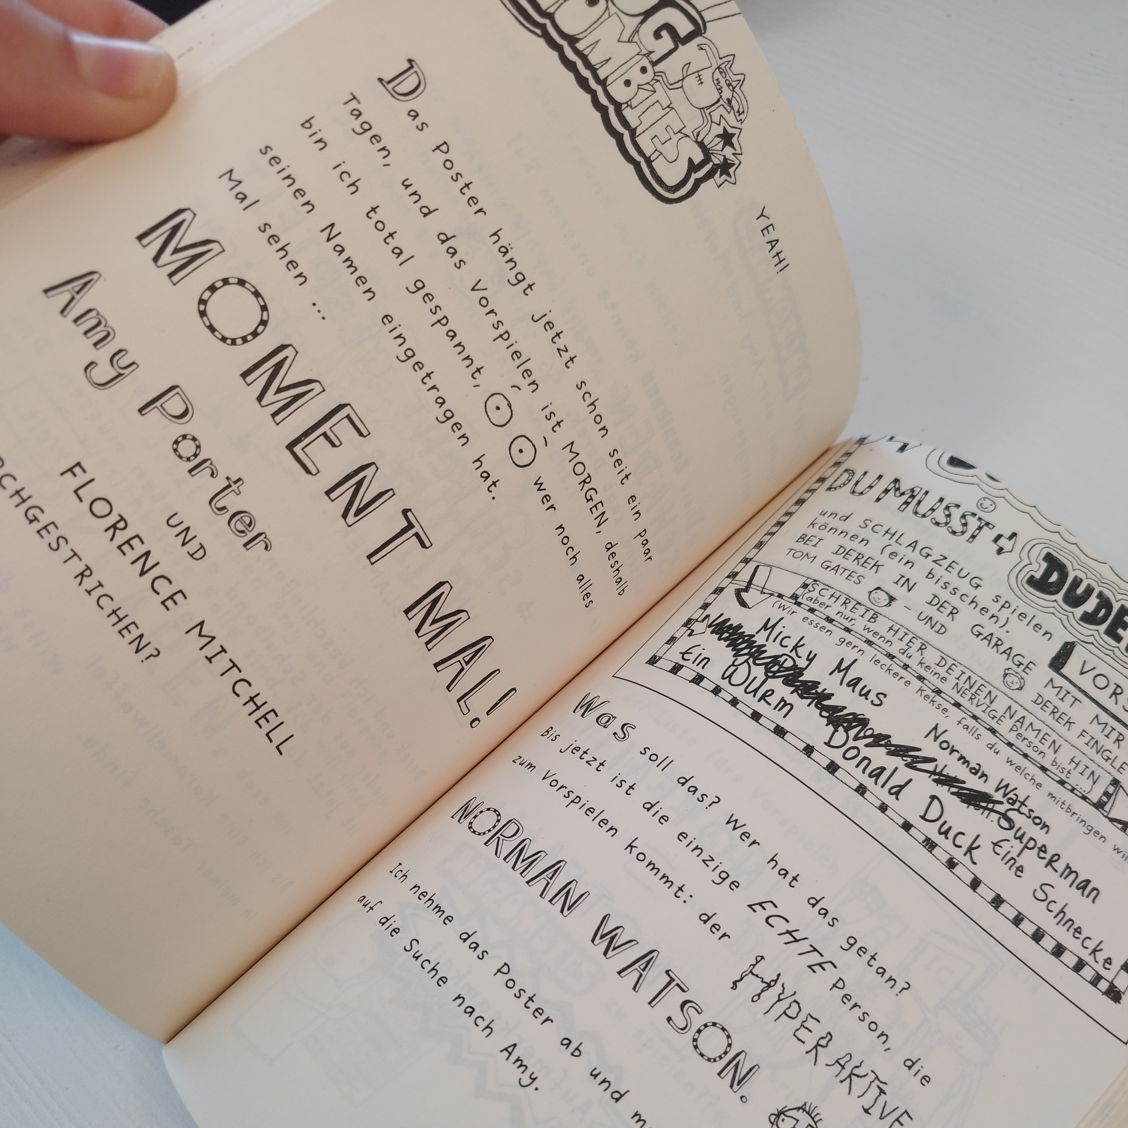 ZOMBIES
YEAH!
Das Poster hängt jetzt schon seit ein paar
Tagen, und das Vorspielen ist MORGEN, deshalb
bin ich total gespannt, wer noch alles
seinen Namen eingetragen hat.
Mal sehen ...
MOMENT MAL!
Amy Porter
UND
FLORENCE MITCHELL
DU MUSST
und SCHLAGZEUG spielen
können (ein bisschen).
BEI DEREK IN DER GARAGE MIT MIR
TOM GATES - UND DEREK FINGLE
SCHREIB HIER DEINEN NAMEN HIN
(aber nur, wenn du keine NERVIGE Person bist
(Wir essen gern leckere Kekse, falls du welche mitbringen
Micky Maus Norman Watson
Superman
Ein Wurm Donald Duck Eine Schnecke
Was soll das? Wer hat das getan?
Bis jetzt ist die einzige ECHTE Person, die
zum Vorspielen kommt: der HYPERAKTIVE
NORMAN WATSON.
Ich nehme das Poster ab und
auf die Suche nach Amy.